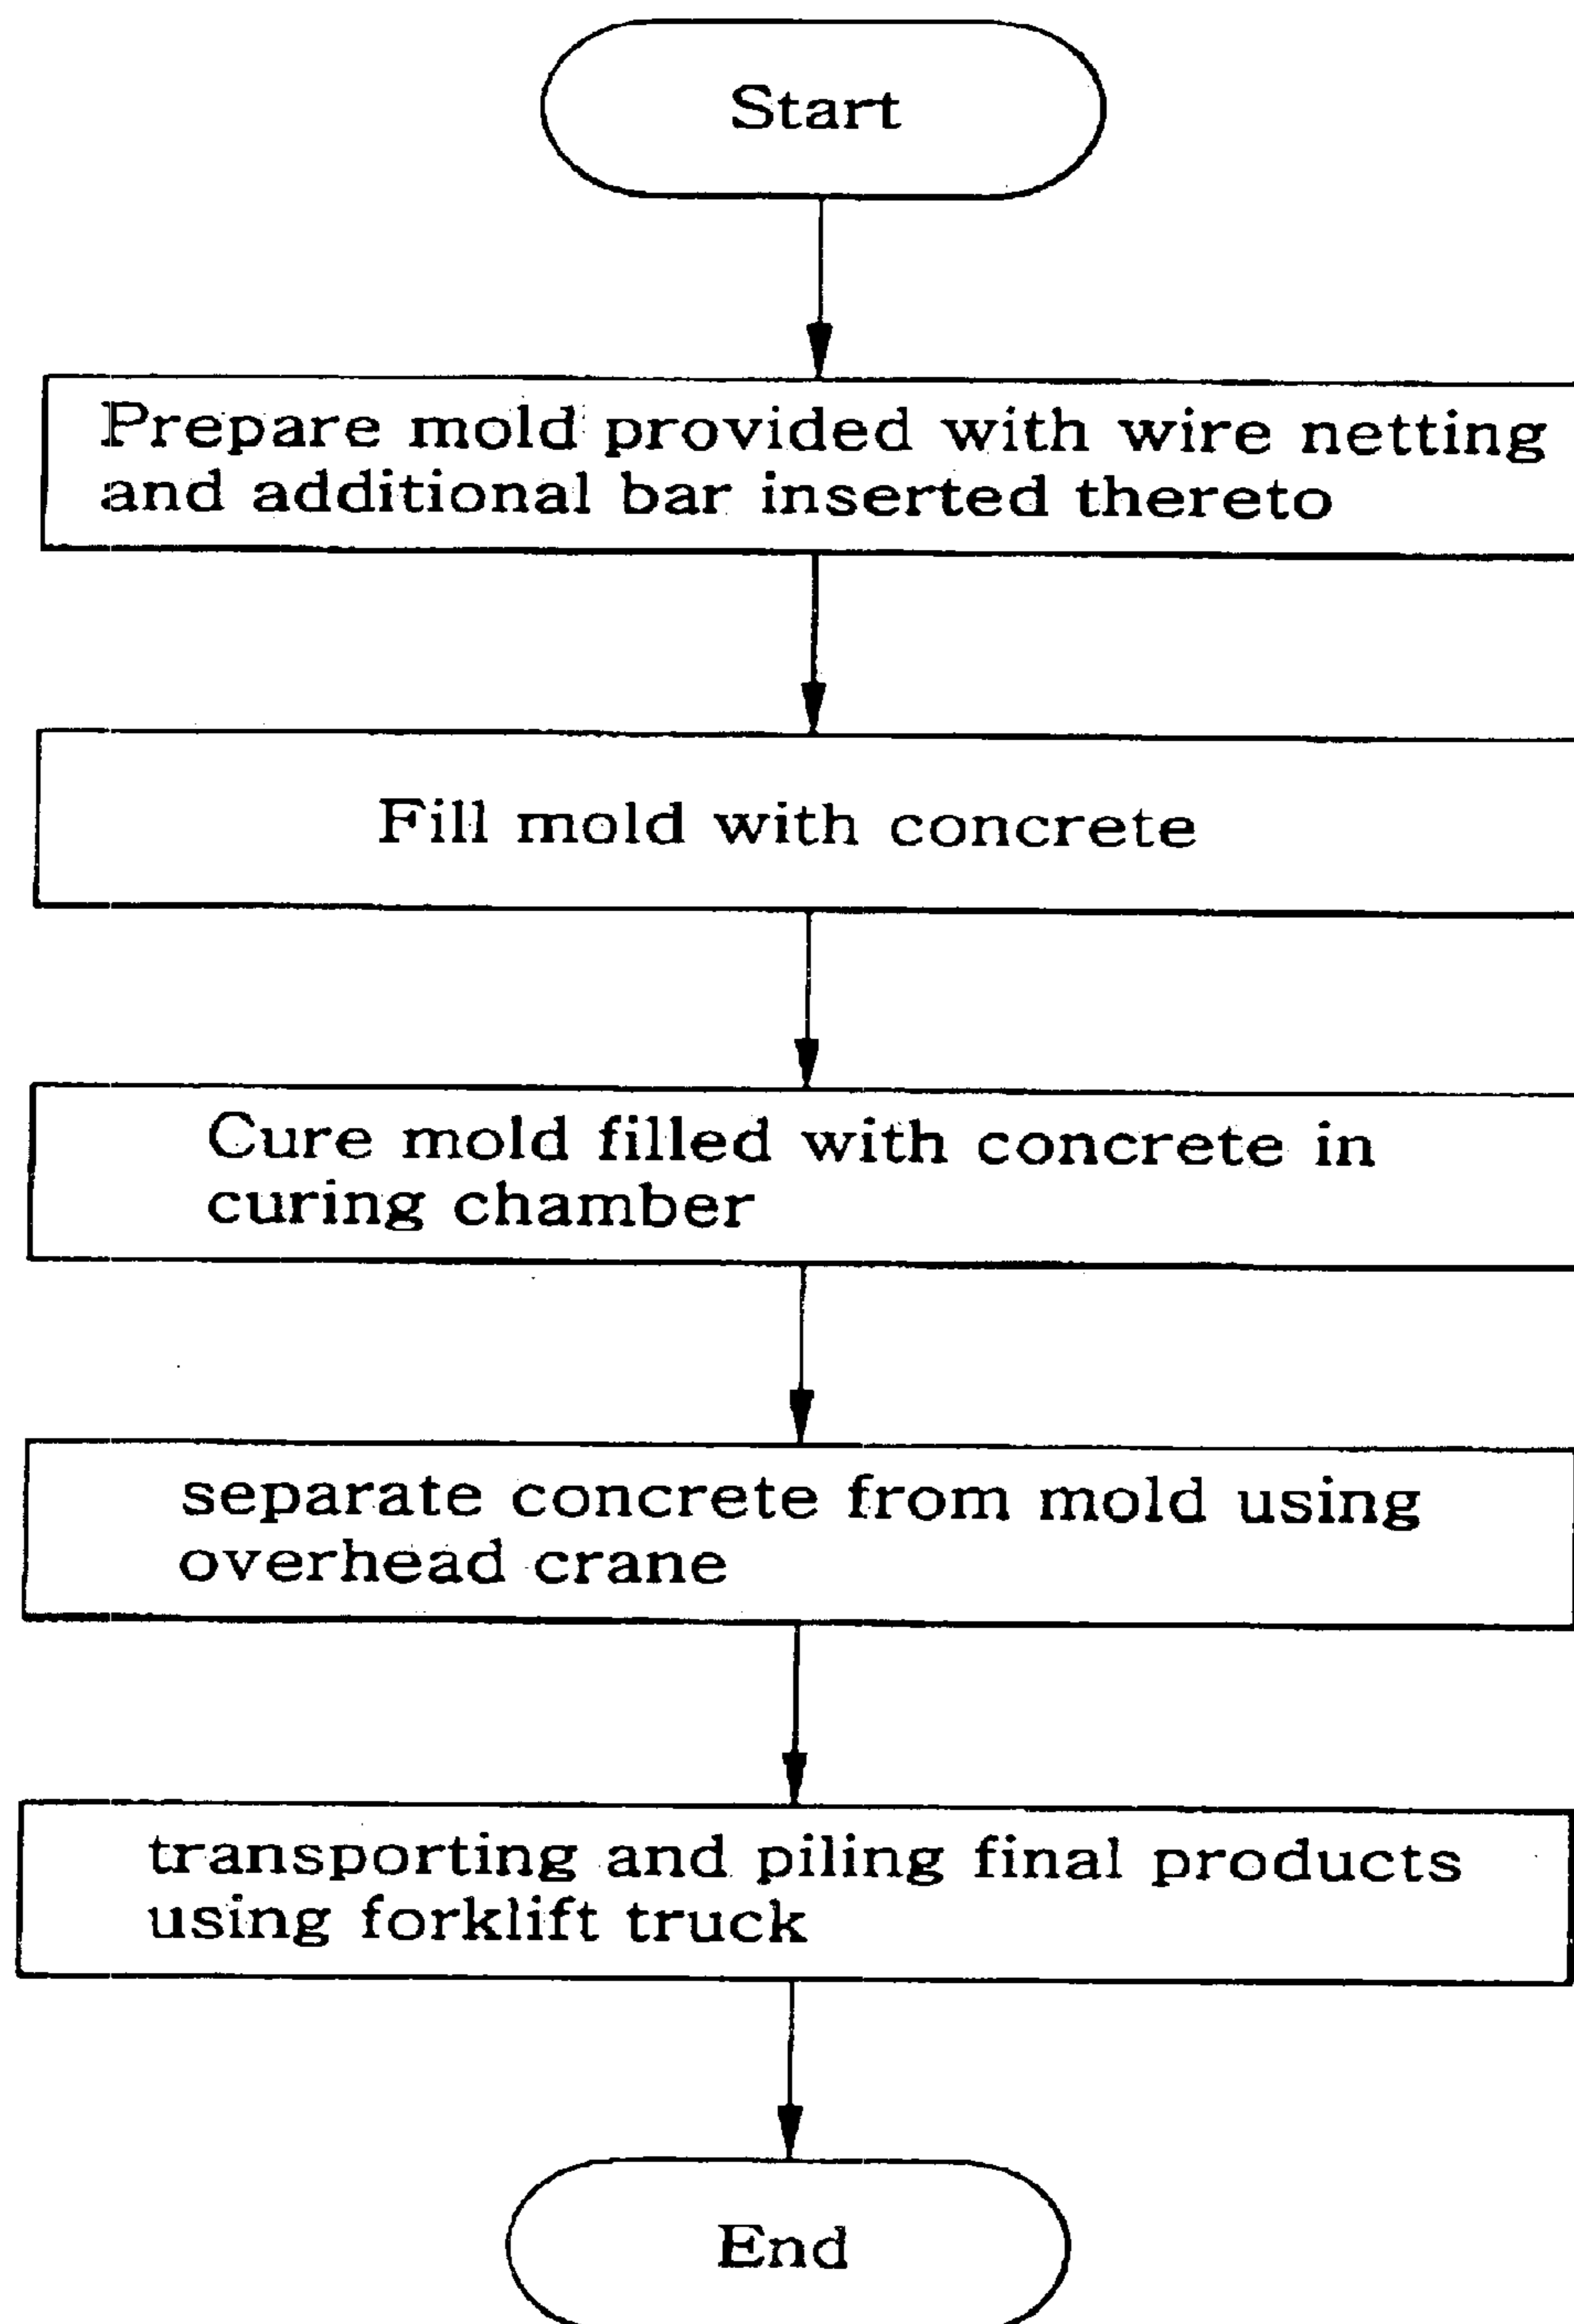 Start
Prepare mold provided with wire netting
and additional bar inserted thereto
Fill mold with concrete
Cure mold filled with concrete in
curing chamber
separate concrete from mold using
overhead crane
transporting and piling final products
using forklift truck
End